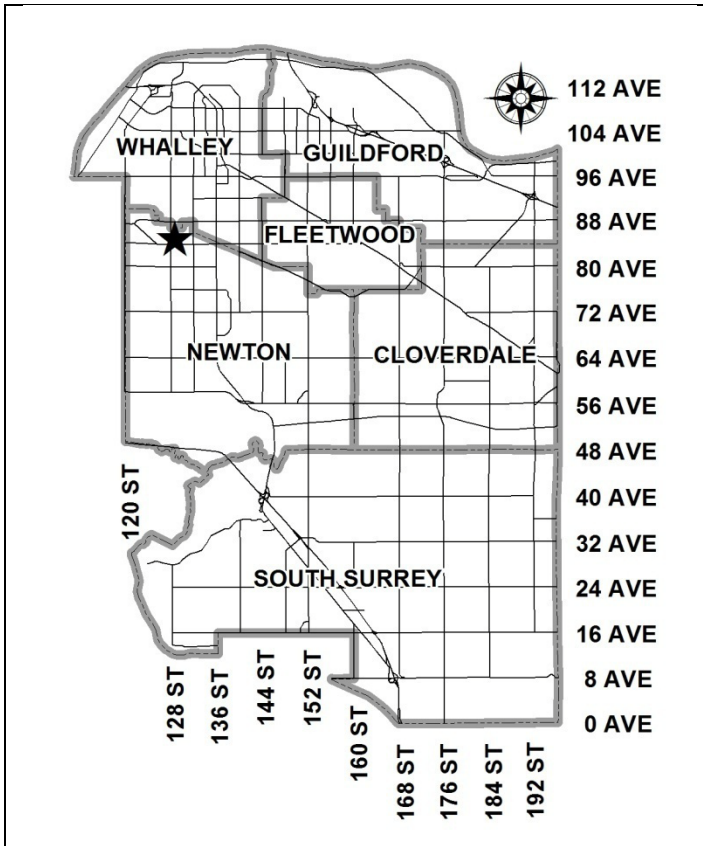 112 AVE
104 AVE
WHALLEY
GUILDFORD
96 AVE
88 AVE
FLEETWOOD
80 AVE
72 AVE
NEWTON
CLOVERDALE
64 AVE
56 AVE
48 AVE
120 ST
40 AVE
32 AVE
SOUTH SURREY
24 AVE
16 AVE
8 AVE
0 AVE
128 ST
136 ST
144 ST
152 ST
160 ST
168 ST
176 ST
184 ST
192 ST